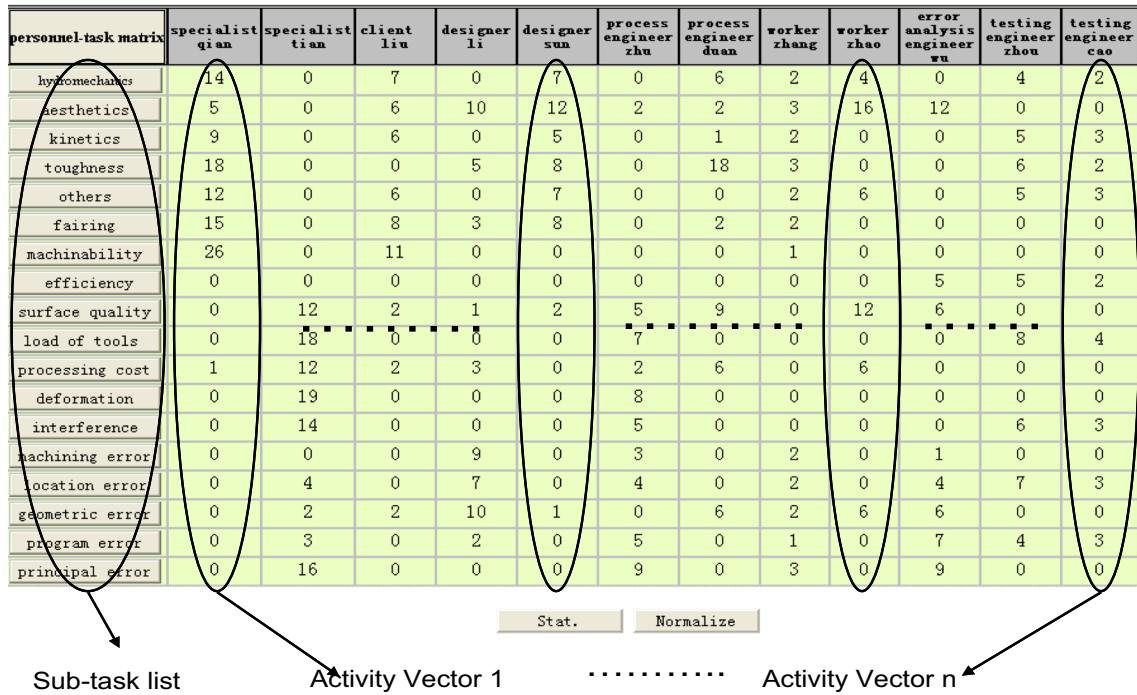 personnel-task matrix specialist qian specialist tian client liu designer li designer sun process engineer zhu process engineer duan worker zhang worker zhao error analysis engineer wu testing engineer zhou testing engineer cao
hydromechanics 14 0 7 0 7 0 6 2 4 0 4 2
aesthetics 5 0 6 10 12 2 2 3 16 12 0 0
kinetics 9 0 6 0 5 0 1 2 0 0 5 3
toughness 18 0 0 5 8 0 18 3 0 0 6 2
others 12 0 6 0 7 0 0 2 6 0 5 3
fairing 15 0 8 3 8 0 2 2 0 0 0 0
machinability 26 0 11 0 0 0 0 1 0 0 0 0
efficiency 0 0 0 0 0 0 0 0 0 5 5 2
surface quality 0 12 2 1 2 5 9 0 12 6 0 0
load of tools 0 18 0 0 0 7 0 0 0 0 8 4
processing cost 1 12 2 3 0 2 6 0 6 0 0 0
deformation 0 19 0 0 0 8 0 0 0 0 0 0
interference 0 14 0 0 0 5 0 0 0 0 6 3
machining error 0 0 0 9 0 3 0 2 0 1 0 0
location error 0 4 0 7 0 4 0 2 0 4 7 3
geometric error 0 2 2 10 1 0 6 2 6 6 0 0
program error 0 3 0 2 0 5 0 1 0 7 4 3
principal error 0 16 0 0 0 9 0 3 0 9 0 0
Stat. Normalize
Sub-task list Activity Vector 1 ........... Activity Vector n